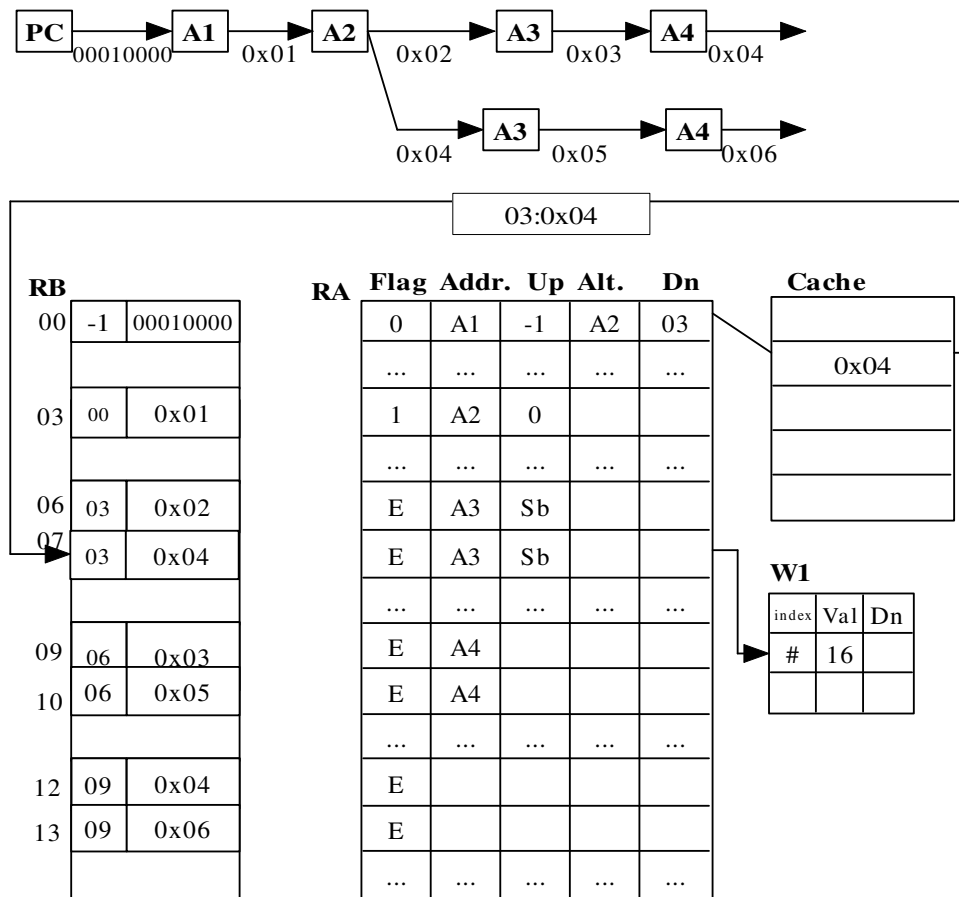 PC A1 A2 A3 A4
00010000 0x01 0x02 0x03 0x04
A3 A4
0x04 0x05 0x06
03:0x04
RB RA Flag Addr. Up Alt. Dn Cache
00 -1 00010000 0 A1 -1 A2 03
... ... ... ... ... 0x04
03 00 0x01 1 A2 0
... ... ... ... ...
06 03 0x02 E A3 Sb
07 03 0x04 E A3 Sb
W1
... ... ... ... ... index Val Dn
09 06 0x03 E A4 # 16
10 06 0x05 E A4
... ... ... ... ...
12 09 0x04 E
13 09 0x06 E
... ... ... ... ...